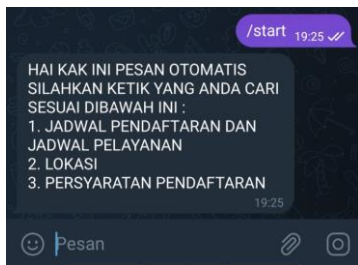 /start 19:25
HAI KAK INI PESAN OTOMATIS
SILAHKAN KETIK YANG ANDA CARI
SESUAI DIBAWAH INI :
1. JADWAL PENDAFTARAN DAN
JADWAL PELAYANAN
2. LOKASI
3. PERSYARATAN PENDAFTARAN
19:25
Pesan